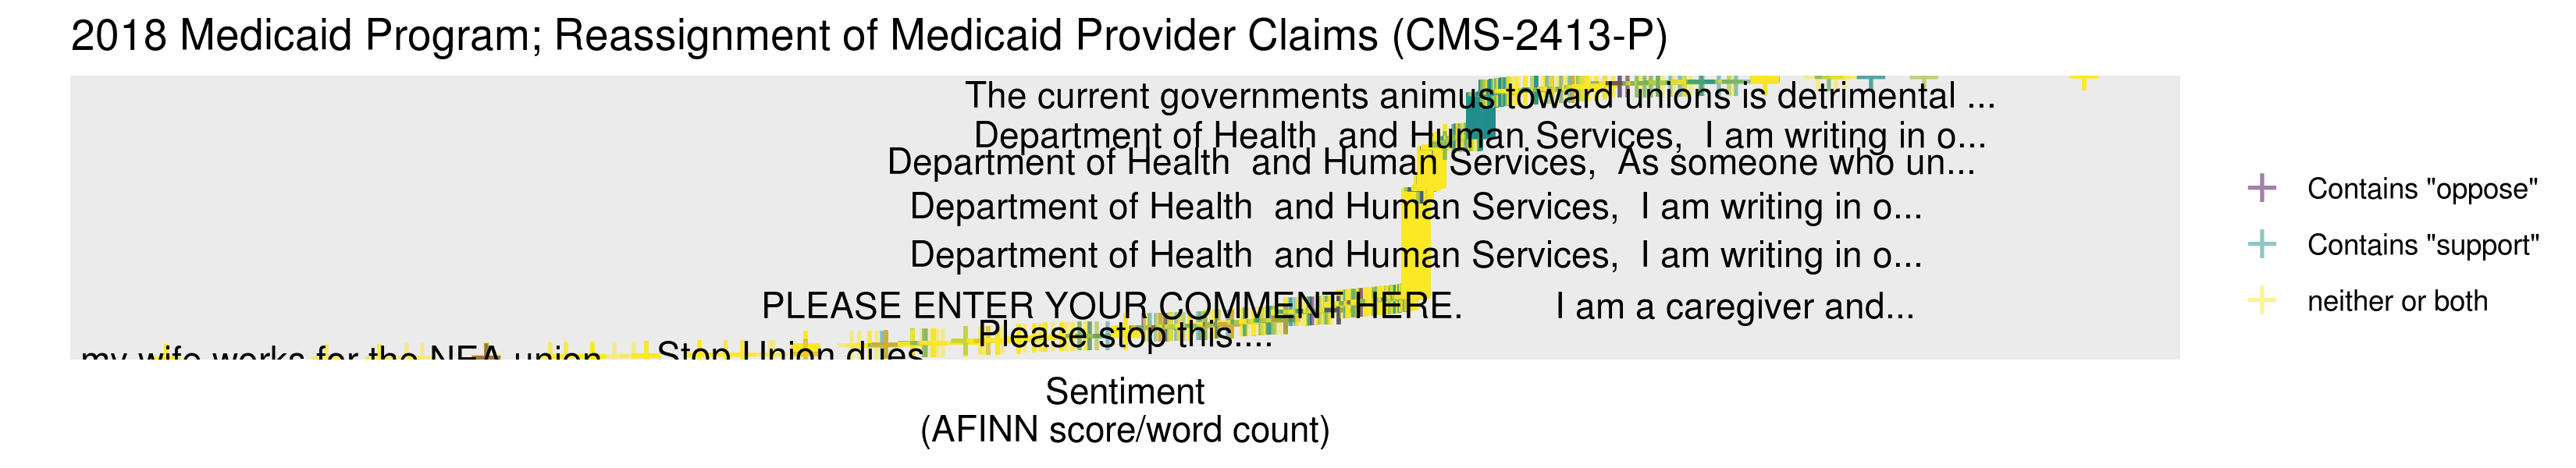 2018 Medicaid Program; Reassignment of Medicaid Provider Claims (CMS-2413-P)
The current governments animus toward unions is detrimental ...
Department of Health  and Human Services,  I am writing in o...
Department of Health  and Human Services,  As someone who un...
Department of Health  and Human Services,  I am writing in o...
Department of Health  and Human Services,  I am writing in o...
PLEASE ENTER YOUR COMMENT HERE.        I am a caregiver and...
Please stop this....
my wife works for the NEA union
Stop Union dues
Sentiment
(AFINN score/word count)
Contains "oppose"
Contains "support"
neither or both